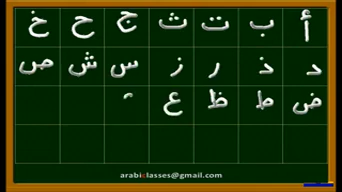 أ ب ت ث ج ح خ
د ذ ر ز س ش ص
ض ط ظ ع
arabiclasses@gmail.com